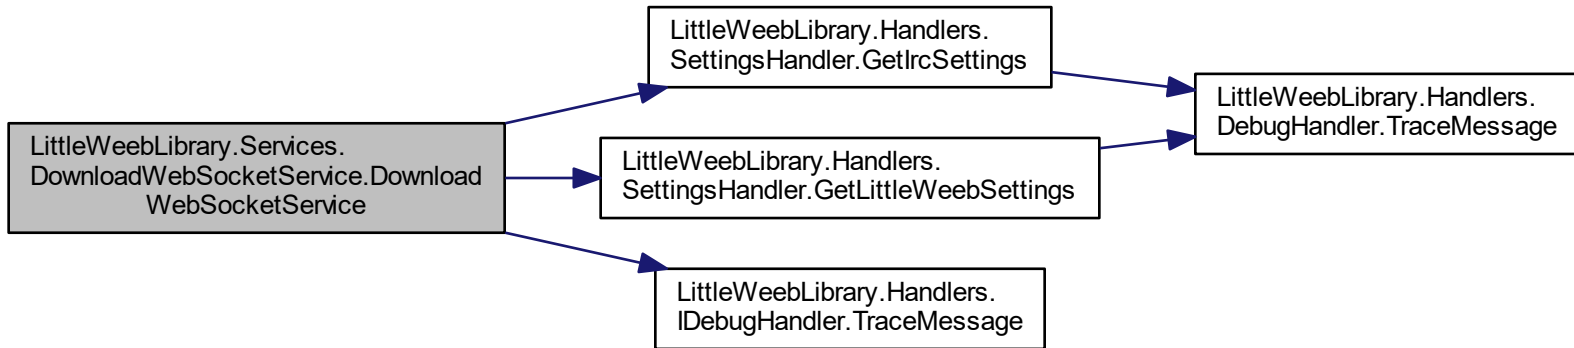 LittleWeebLibrary.Handlers.
SettingsHandler.GetIrcSettings
LittleWeebLibrary.Handlers.
DebugHandler.TraceMessage
LittleWeebLibrary.Services.
DownloadWebSocketService.Download
WebSocketService
LittleWeebLibrary.Handlers.
SettingsHandler.GetLittleWeebSettings
LittleWeebLibrary.Handlers.
IDebugHandler.TraceMessage